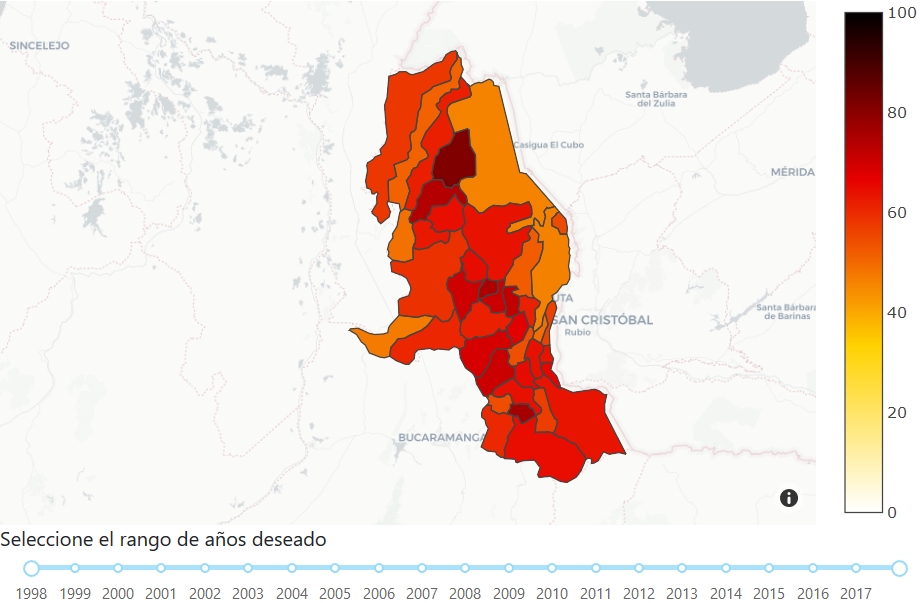 SINCELEJO
Santa Bárbara
del Zulia
Casigua El Cubo
MÉRIDA
UTA
SAN CRISTÓBAL
Rubio
Santa Bárbara
de Barinas
BUCARAMANGA
100
80
60
40
20
0
Seleccione el rango de años deseado
1998 1999 2000 2001 2002 2003 2004 2005 2006 2007 2008 2009 2010 2011 2012 2013 2014 2015 2016 2017